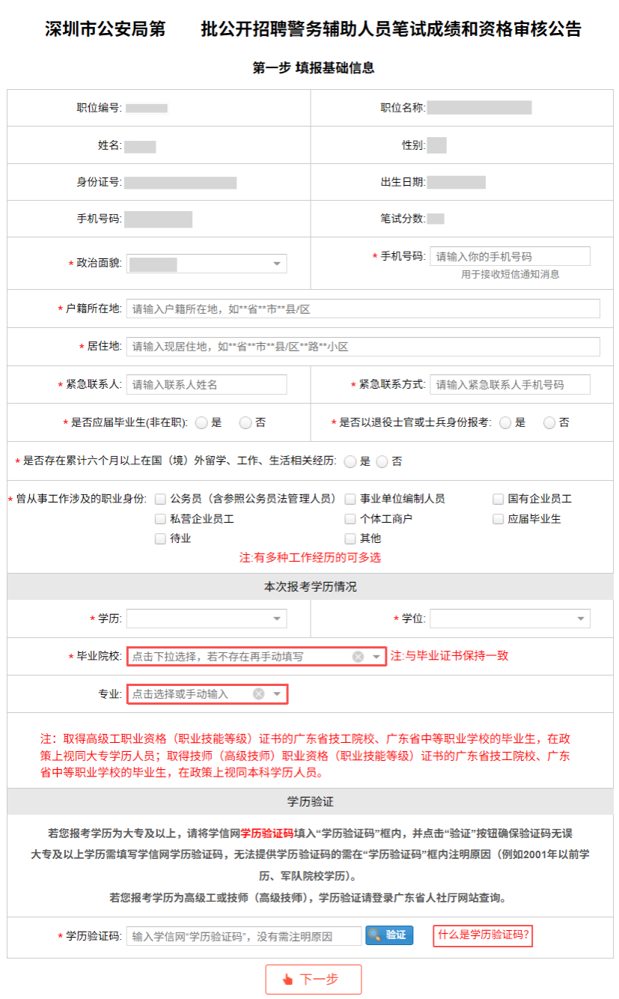 深圳市公安局第 批公开招聘警务辅助人员笔试成绩和资格审核公告
第一步 填报基础信息
职位编号: 职位名称:
姓名: 性别:
身份证号: 出生日期:
手机号码: 笔试分数:
* 政治面貌: * 手机号码: 请输入你的手机号码
用于接收短信通知消息
* 户籍所在地: 请输入户籍所在地，如**省**市**县/区
* 居住地: 请输入现居住地，如**省**市**县/区**路**小区
* 紧急联系人: 请输入联系人姓名 * 紧急联系方式: 请输入紧急联系人手机号码
* 是否应届毕业生(非在职): 是 否 * 是否以退役士官或士兵身份报考: 是 否
* 是否存在累计六个月以上在国（境）外留学、工作、生活相关经历: 是 否
* 曾从事工作涉及的职业身份: 公务员（含参照公务员法管理人员） 事业单位编制人员 国有企业员工
私营企业员工 个体工商户 应届毕业生
待业 其他
注:有多种工作经历的可多选
本次报考学历情况
* 学历: * 学位:
* 毕业院校: 点击下拉选择，若不存在再手动填写 注:与毕业证书保持一致
专业: 点击选择或手动输入
注：取得高级工职业资格（职业技能等级）证书的广东省技工院校、广东省中等职业学校的毕业生，在政
策上视同大专学历人员；取得技师（高级技师）职业资格（职业技能等级）证书的广东省技工院校、广东
省中等职业学校的毕业生，在政策上视同本科学历人员。
学历验证
若您报考学历为大专及以上，请将学信网学历验证码填入“学历验证码”框内，并点击“验证”按钮确保验证码无误
大专及以上学历需填写学信网学历验证码，无法提供学历验证码的需在“学历验证码”框内注明原因（例如2001年以前学
历、军队院校学历）。
若您报考学历为高级工或技师（高级技师），学历验证请登录广东省人社厅网站查询。
* 学历验证码: 输入学信网“学历验证码”，没有需注明原因 验证 什么是学历验证码?
下一步